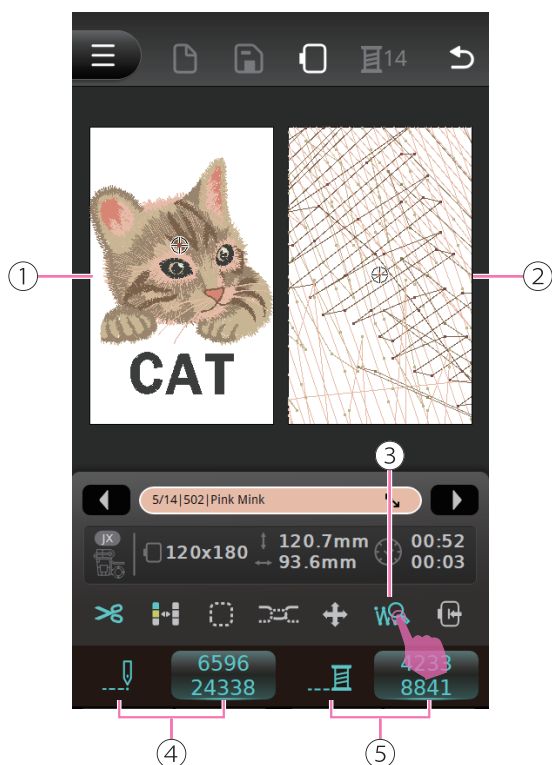 14
①
②
CAT
③
5/14|502|Pink Mink
JX
120x180
120.7mm
93.6mm
00:52
00:03
6596
24338
4233
8841
④
⑤